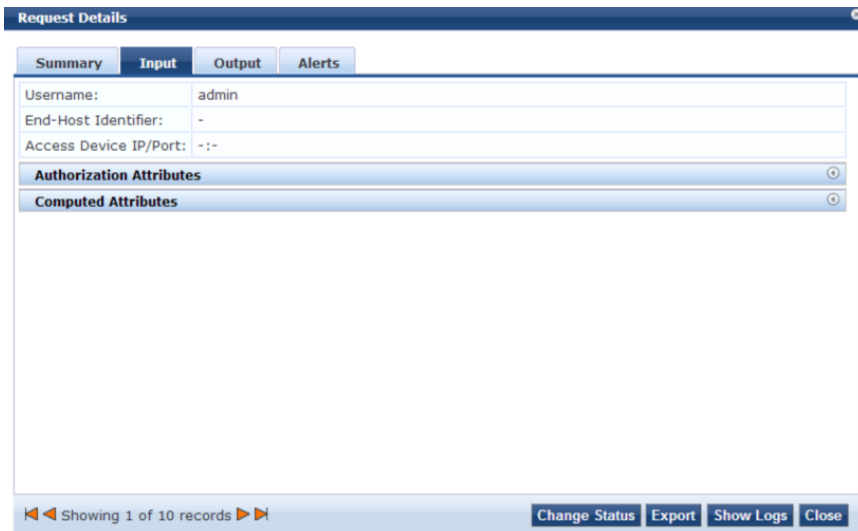 Request Details
Summary Input Output Alerts
Username: admin
End-Host Identifier: -
Access Device IP/Port: -:-
Authorization Attributes
Computed Attributes
Showing 1 of 10 records
Change Status Export Show Logs Close